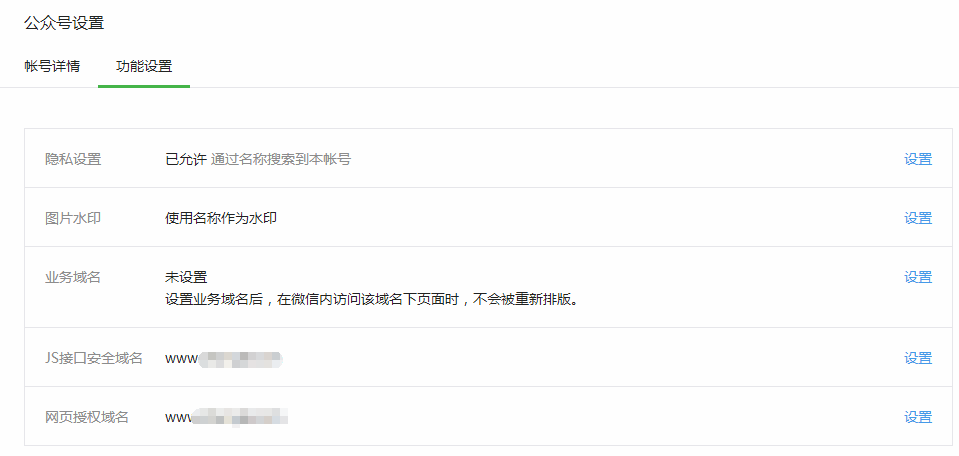 公众号设置
帐号详情 功能设置
隐私设置 已允许 通过名称搜索到本帐号 设置
图片水印 使用名称作为水印 设置
业务域名 未设置 设置
设置业务域名后，在微信内访问该域名下页面时，不会被重新排版。
JS接口安全域名 www 设置
网页授权域名 www 设置